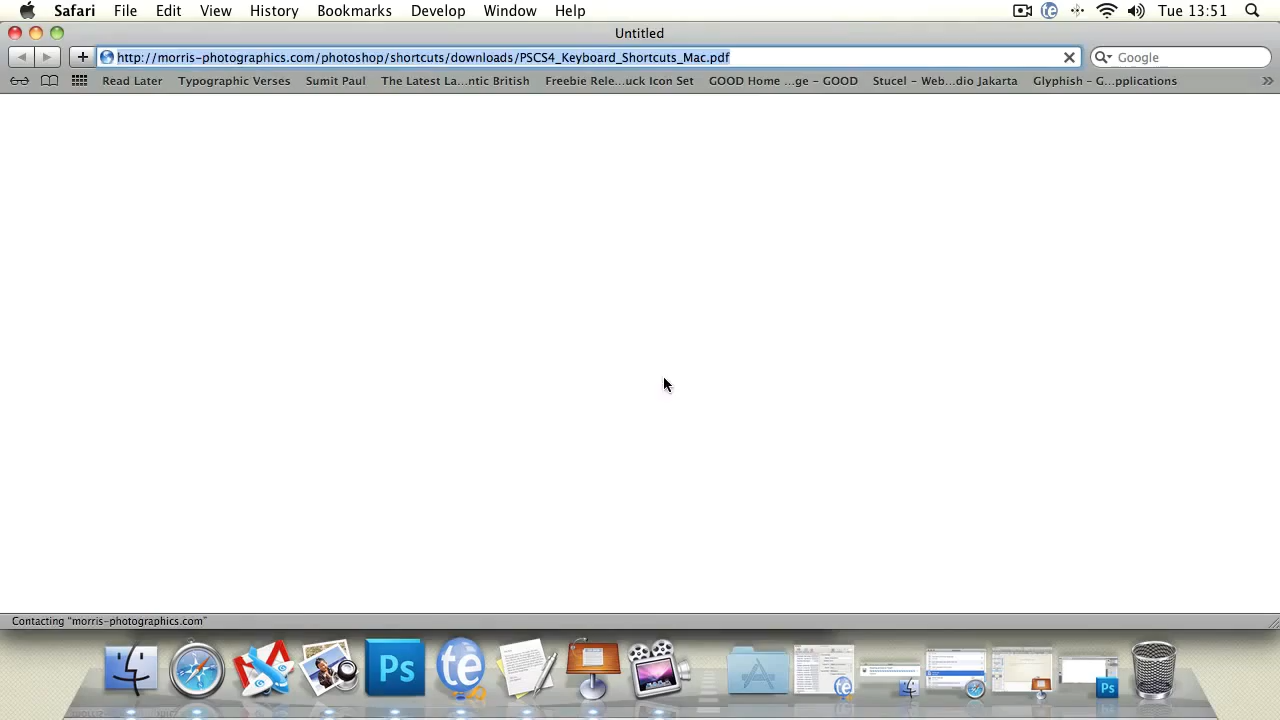 Safari File Edit View History Bookmarks Develop Window Help te Tue 13:51
Untitled
http://morris-photographics.com/photoshop/shortcuts/downloads/PSCS4_Keyboard_Shortcuts_Mac.pdf Google
Read Later Typographic Verses Sumit Paul The Latest La...ntic British Freebie Rele...uck Icon Set GOOD Home ...ge – GOOD Stucel – Web...dio Jakarta Glyphish – G...pplications »
Contacting “morris-photographics.com”
Ps te Ps